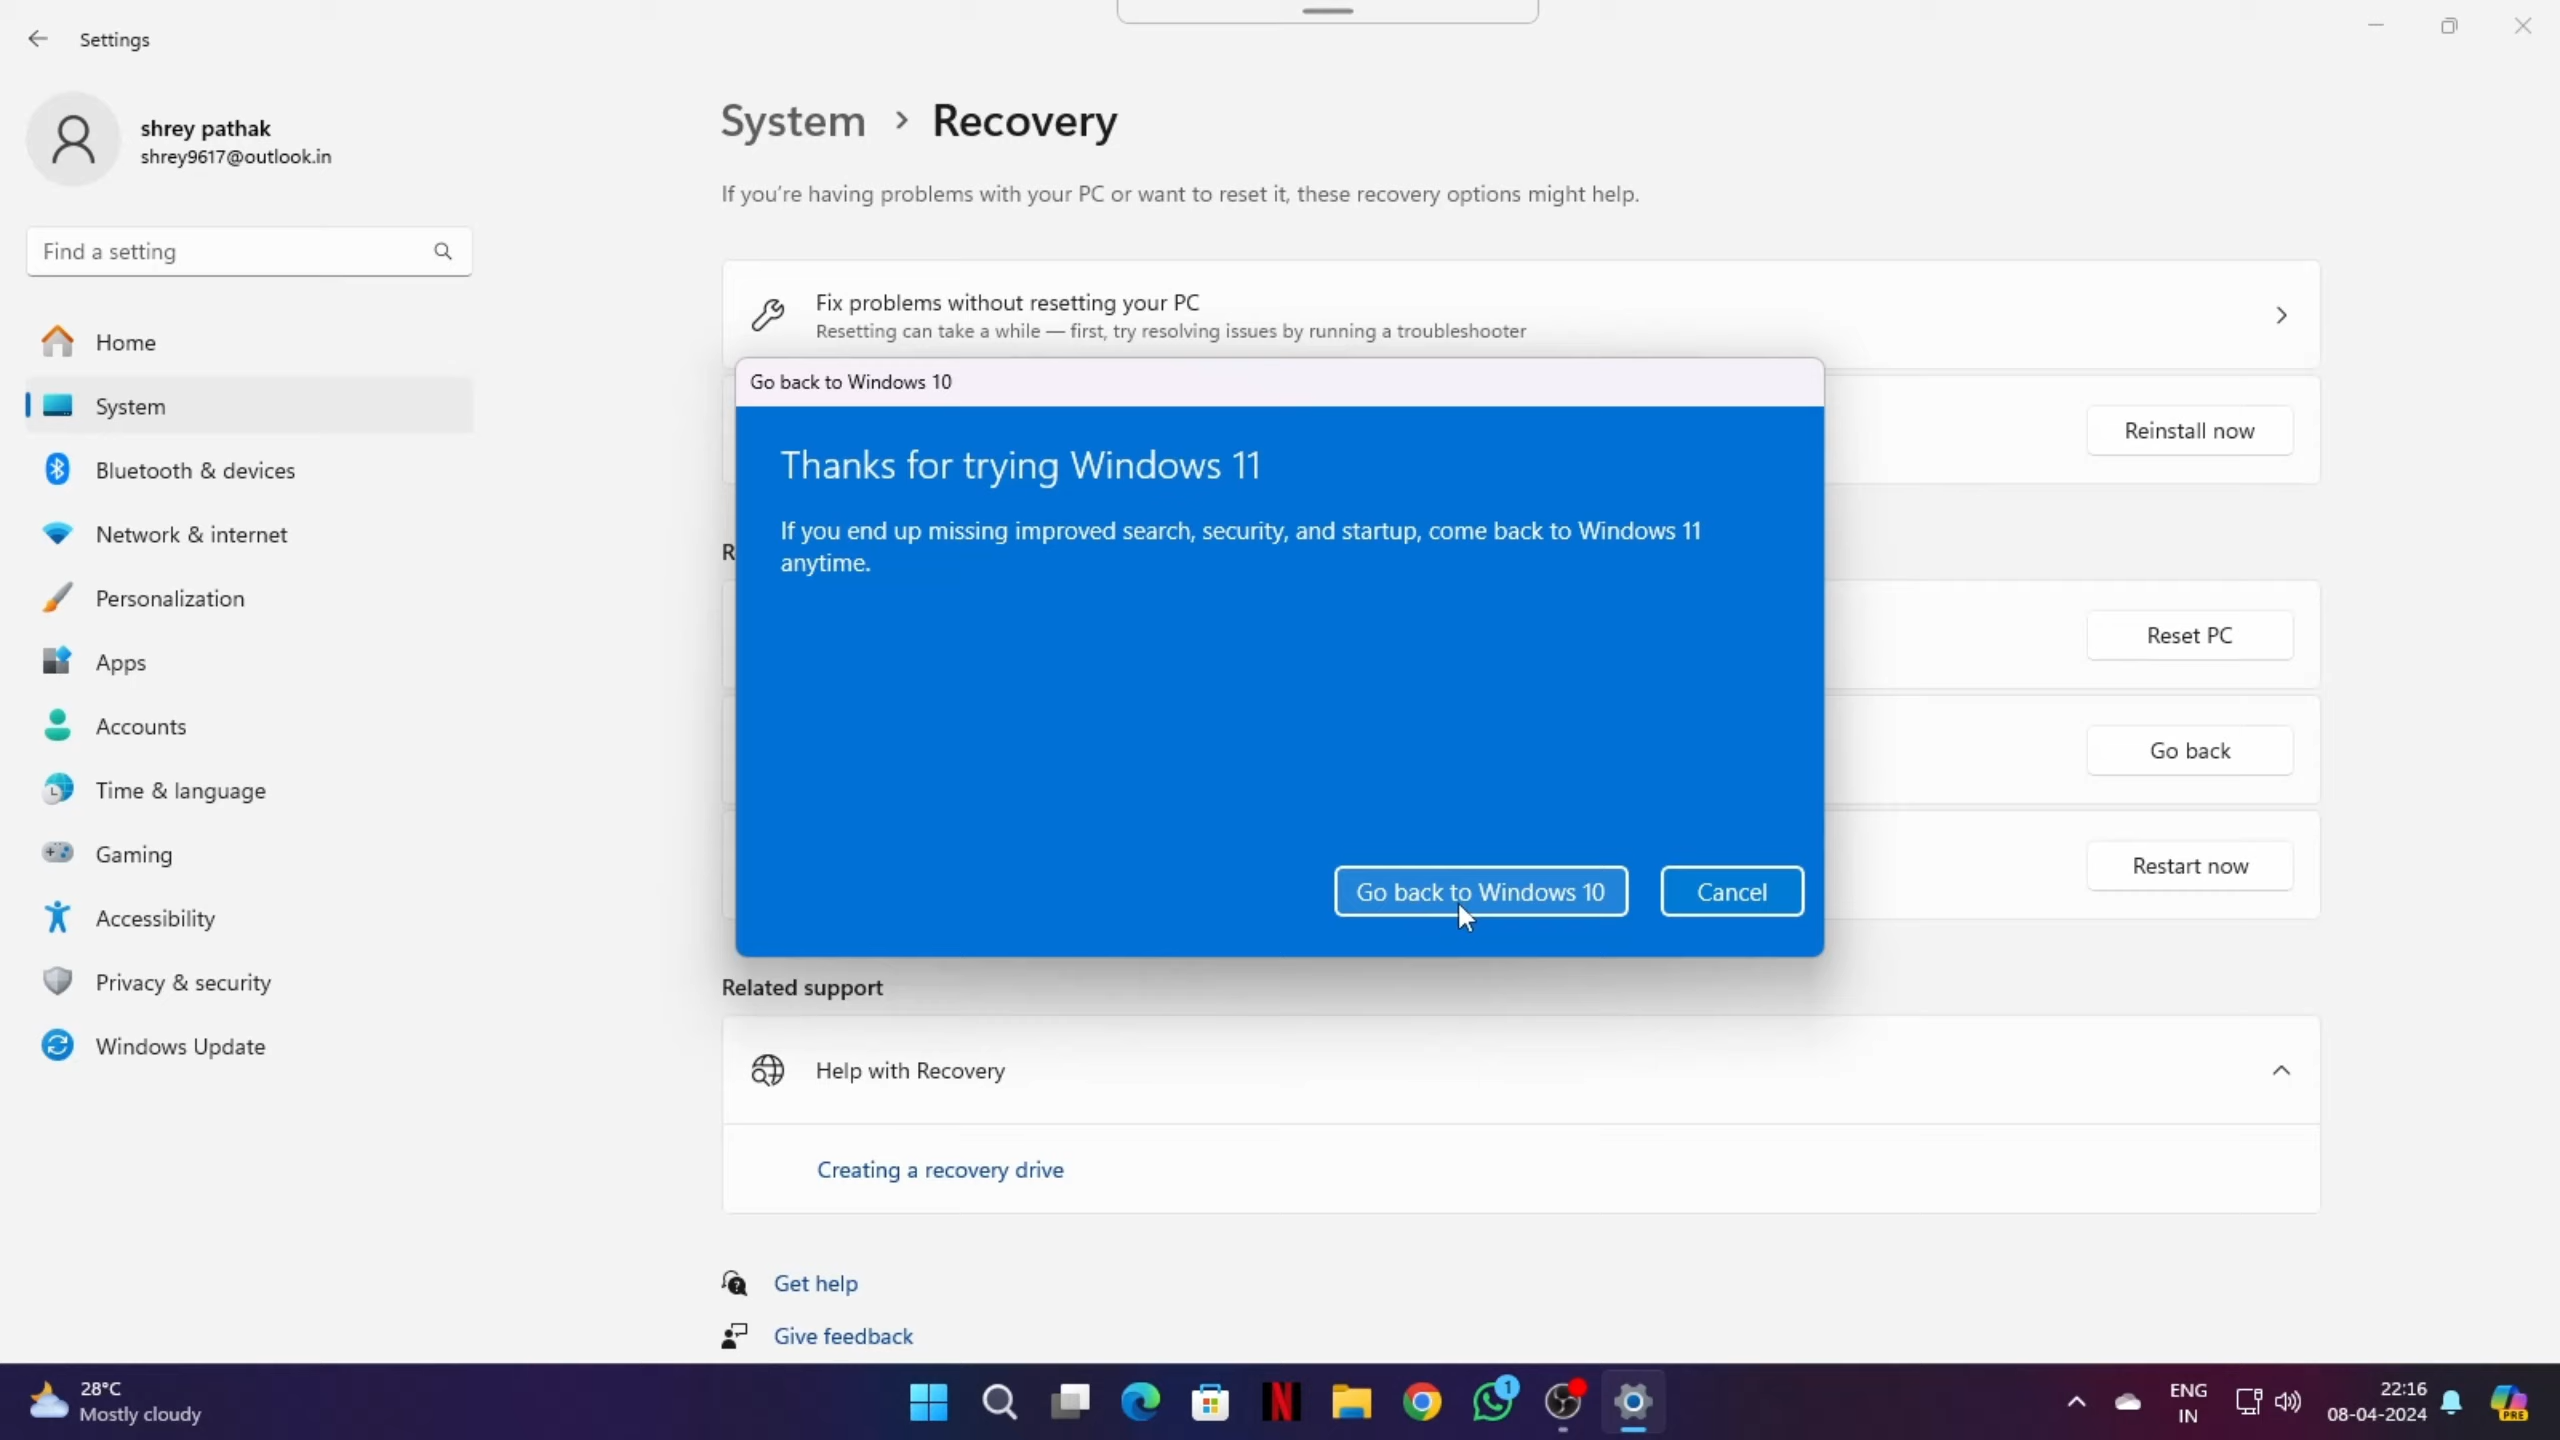 Settings
shrey pathak
shrey9617@outlook.in
Find a setting
Home
System
Bluetooth & devices
Network & internet
Personalization
Apps
Accounts
Time & language
Gaming
Accessibility
Privacy & security
Windows Update
System › Recovery
If you're having problems with your PC or want to reset it, these recovery options might help.
Fix problems without resetting your PC
Resetting can take a while — first, try resolving issues by running a troubleshooter
Reinstall now
R
Reset PC
Go back
Restart now
Go back to Windows 10
Thanks for trying Windows 11
If you end up missing improved search, security, and startup, come back to Windows 11
anytime.
Go back to Windows 10
Cancel
Related support
Help with Recovery
Creating a recovery drive
Get help
Give feedback
28°C
Mostly cloudy
N
1
ENG
IN
22:16
08-04-2024
PRE